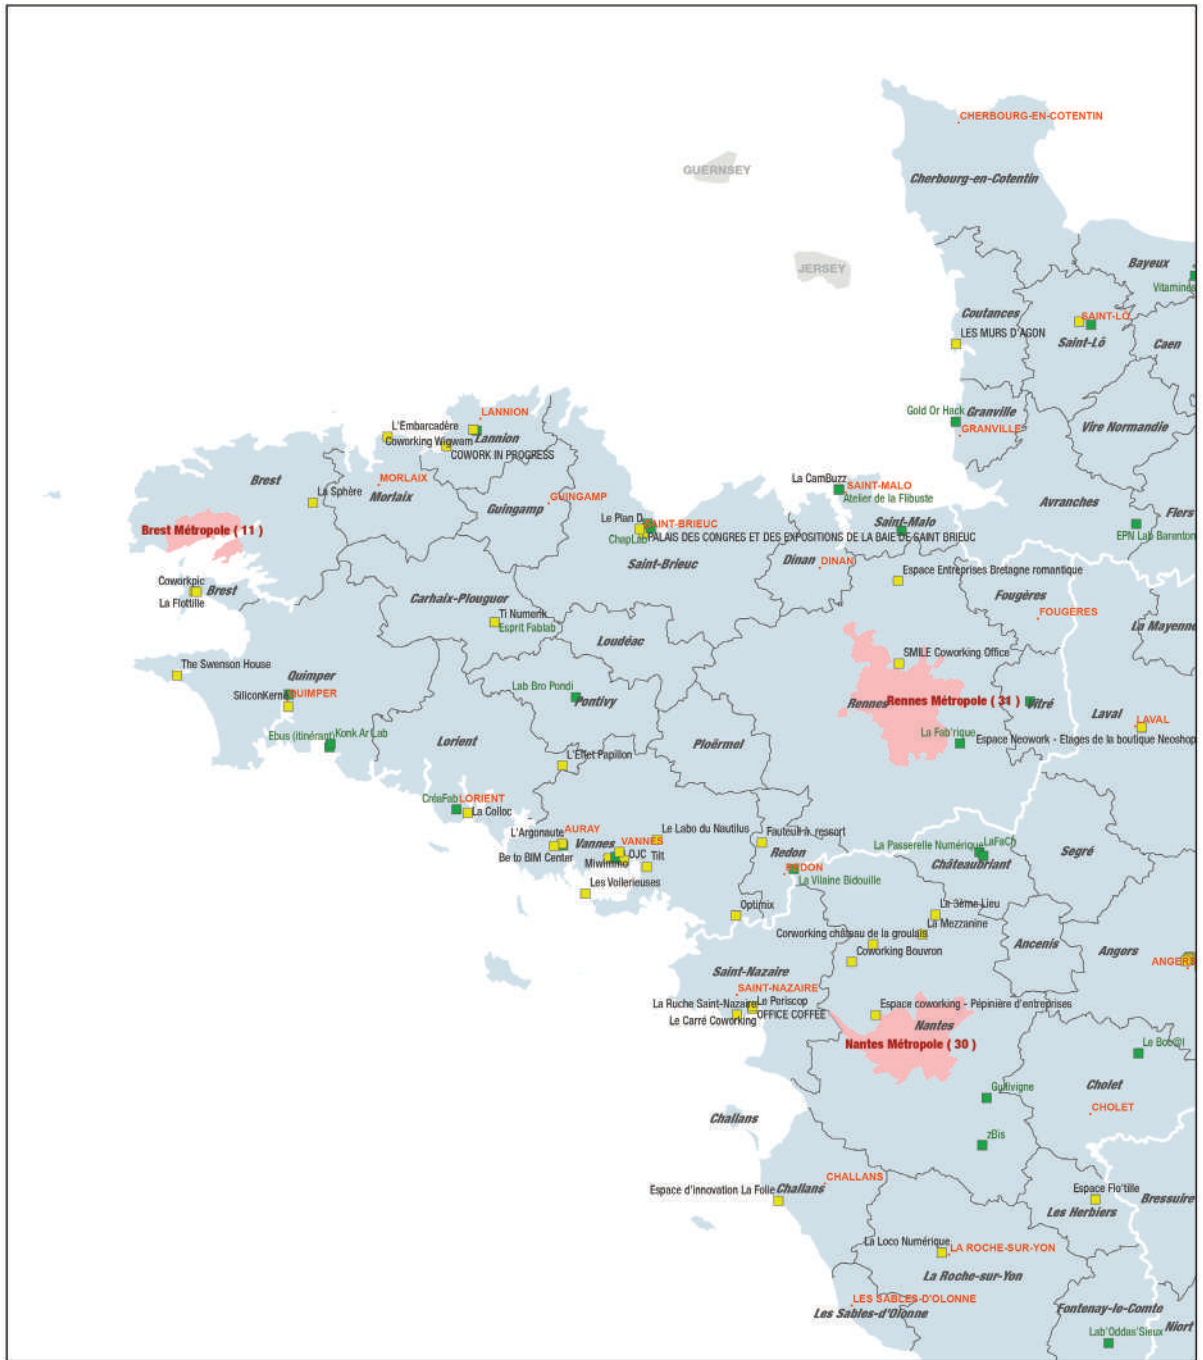 CHERBOURG-EN-COTENTIN
GUERNSEY
Cherbourg-en-Cotentin
JERSEY
Bayeux
Vitamine
Coutances
SAINT-LO
LES MURS D'AGON
Saint-Lô
Caen
Gold Or Hack
Granville
GRANVILLE
Vire Normandie
LANNION
L'Embarcadère
Coworking Wigwam
Lannion
COWORK IN PROGRESS
Brest
MORLAIX
La Sphère
Morlaix
GUINGAMP
Guingamp
La CamBuzz
SAINT-MALO
Atelier de la Flibuste
Avranches
Flers
Le Plan D
SAINT-BRIEUC
Saint-Malo
Brest Métropole ( 11 )
ChapLab
PALAIS DES CONGRES ET DES EXPOSITIONS DE LA BAIE DE SAINT BRIEUC
EPN Lab Barenton
Saint-Brieuc
Dinan
DINAN
Espace Entreprises Bretagne romantique
Coworkpic
Brest
La Flottille
Carhaix-Plouguer
Fougères
FOUGERES
Ti Numerik
Esprit Fablab
Loudéac
La Mayenne
The Swenson House
Quimper
SMILE Coworking Office
SiliconKerne
QUIMPER
Lab Bro Pondi
Pontivy
Rennes
Rennes Métropole ( 31 )
Vitré
Laval
LAVAL
Ebus (itinérant)
Konk Ar Lab
Lorient
Ploërmel
La Fab'rique
Espace Neowork - Etages de la boutique Neoshop
L'Effet Papillon
CréaFab
LORIENT
La Colloc
L'Argonaute
AURAY
Vannes
VANNES
Le Labo du Nautilus
Fauteuil à ressort
La Passerelle Numérique
LaFaCh
Segré
Be to BIM Center
Miwimino
LOJC
Tilt
Redon
REDON
Châteaubriant
La Vilaine Bidouille
Les Voilerieuses
Optimix
Le 3ème Lieu
La Mezzanine
Corworking château de la groulais
Coworking Bouvron
Ancenis
Angers
ANGERS
Saint-Nazaire
SAINT-NAZAIRE
La Ruche Saint-Nazaire
Le Periscop
OFFICE COFFEE
Le Carré Coworking
Espace coworking - Pépinière d'entreprises
Nantes
Nantes Métropole ( 30 )
Le Boc@l
Cholet
CHOLET
Gullivigne
Challans
zBis
CHALLANS
Espace d'innovation La Folie
Challans
Espace Flo'tille
Les Herbiers
Bressuire
La Loco Numérique
LA ROCHE-SUR-YON
La Roche-sur-Yon
LES SABLES-D'OLONNE
Les Sables-d'Olonne
Fontenay-le-Comte
Niort
Lab'Oddas'Sieux